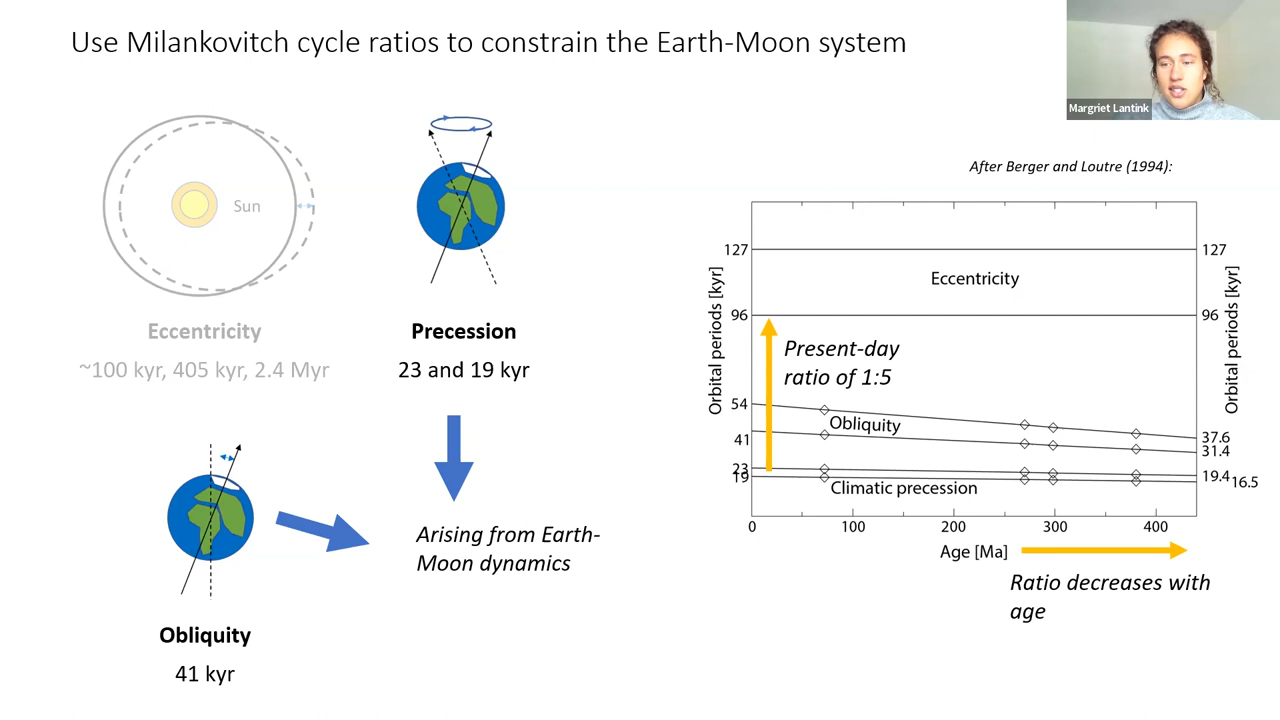 Use Milankovitch cycle ratios to constrain the Earth-Moon system
Margriet Lantink
Sun
Eccentricity
~100 kyr, 405 kyr, 2.4 Myr
Precession
23 and 19 kyr
Obliquity
41 kyr
Arising from Earth-
Moon dynamics
After Berger and Loutre (1994):
Orbital periods [kyr]
127
96
54
41
23
19
Eccentricity
Present-day
ratio of 1:5
Obliquity
Climatic precession
127
96
37.6
31.4
19.4
16.5
Orbital periods [kyr]
0 100 200 300 400
Age [Ma]
Ratio decreases with
age